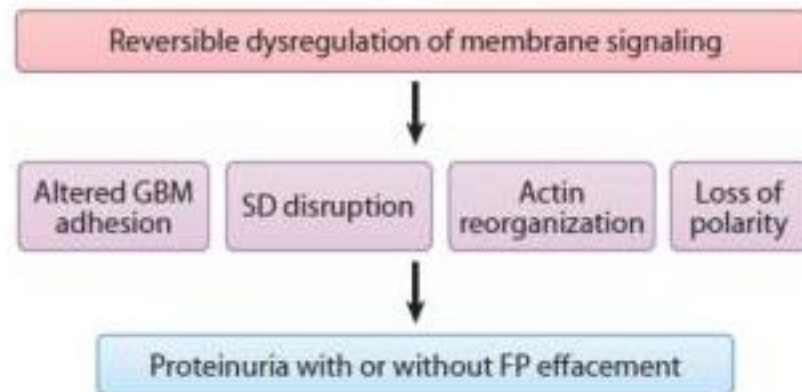 Reversible dysregulation of membrane signaling
Altered GBM
adhesion
SD disruption
Actin
reorganization
Loss of
polarity
Proteinuria with or without FP effacement